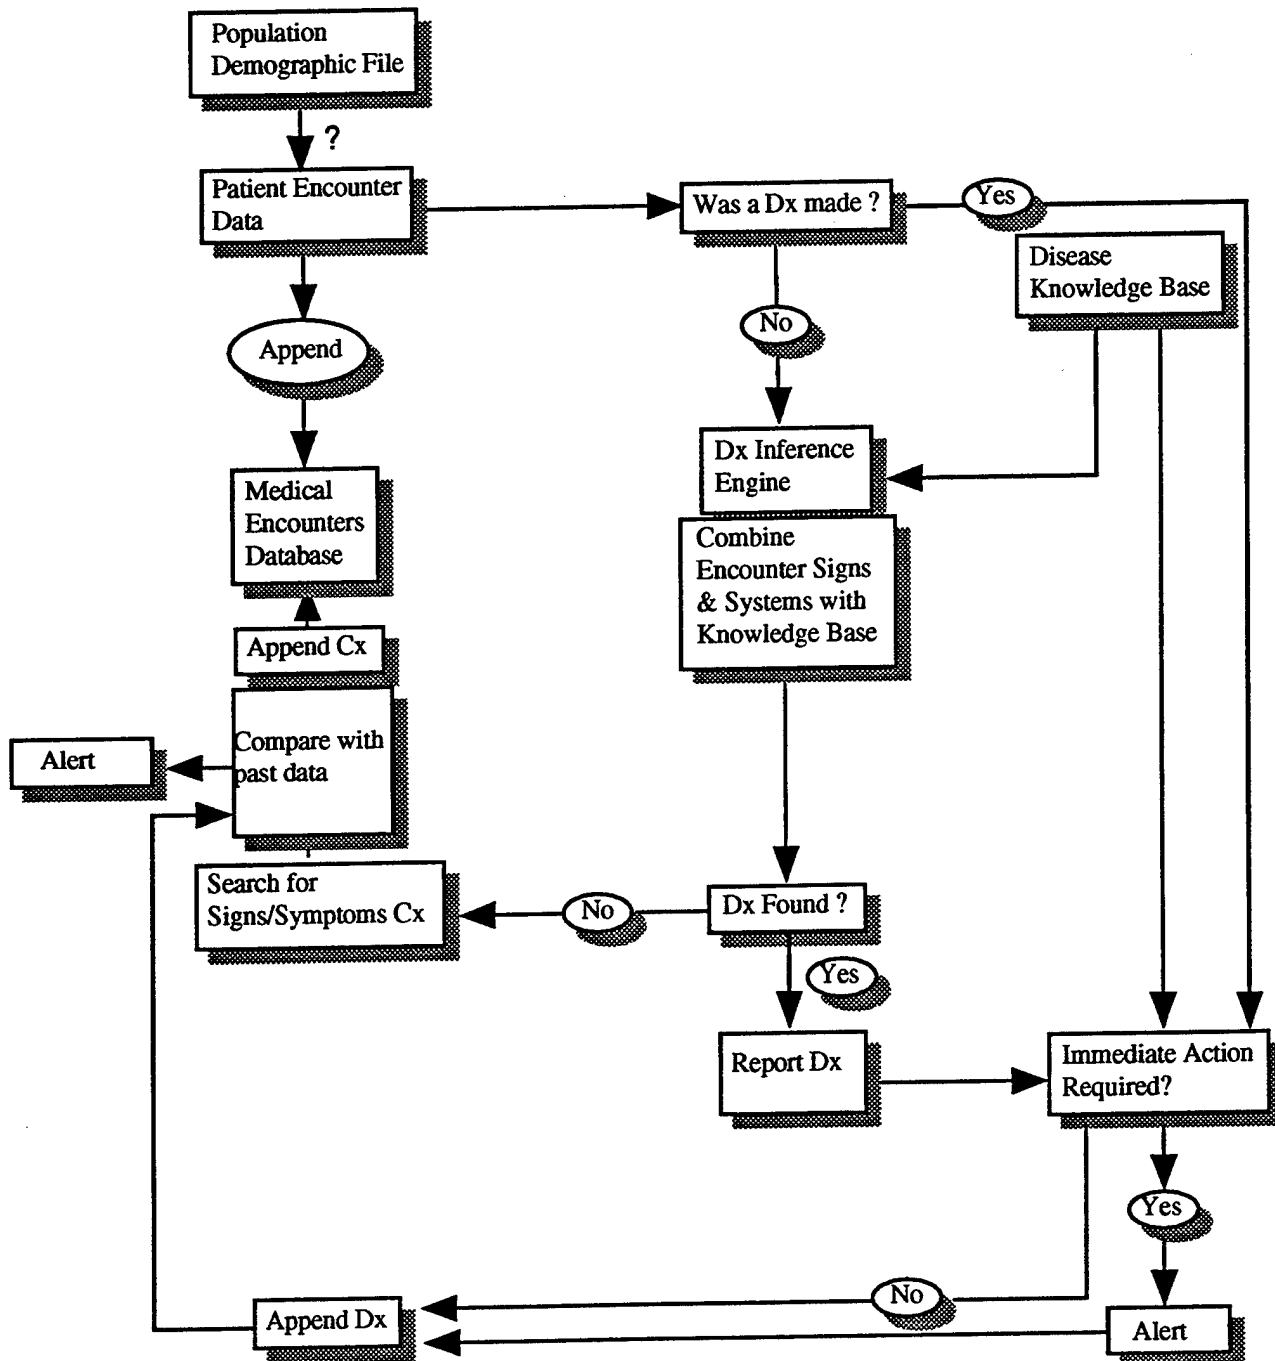 Population
Demographic File
?
Patient Encounter
Data
Was a Dx made ?
Yes
Disease
Knowledge Base
No
Append
Dx Inference
Engine
Medical
Encounters
Database
Combine
Encounter Signs
& Systems with
Knowledge Base
Append Cx
Compare with
past data
Alert
Search for
Signs/Symptoms Cx
No
Dx Found ?
Yes
Report Dx
Immediate Action
Required?
Yes
No
Append Dx
Alert